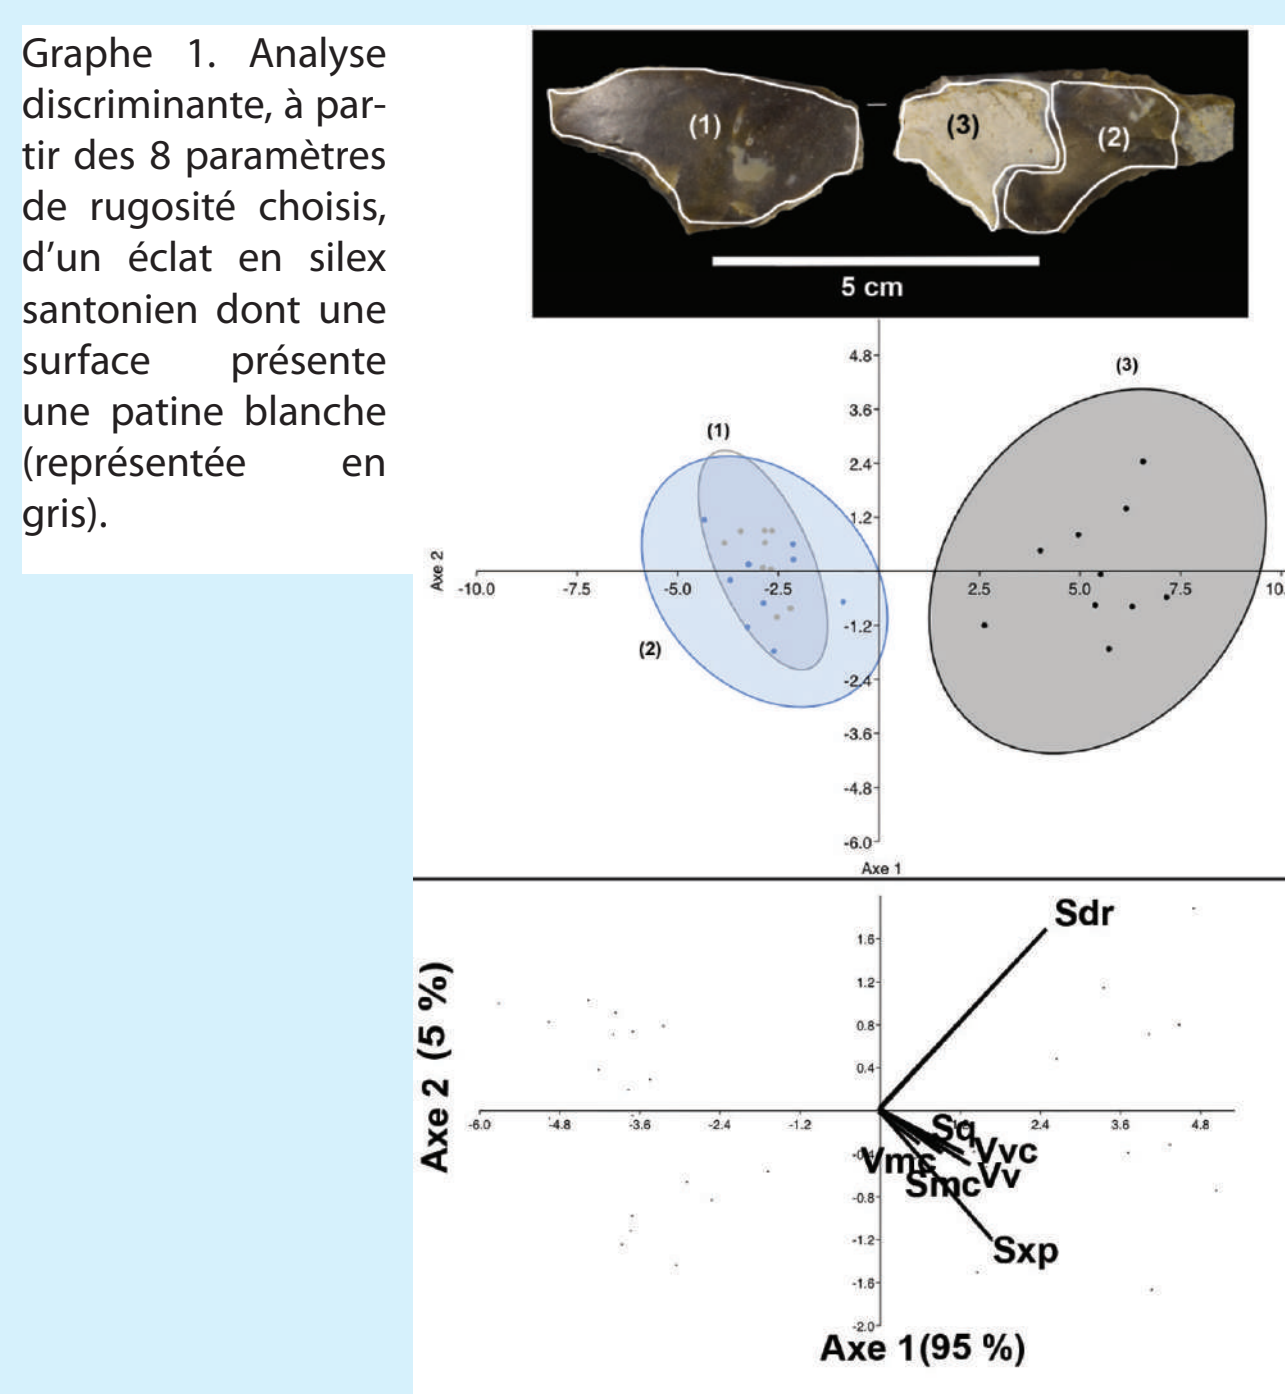 Graphe 1. Analyse
discriminante, à par-
tir des 8 paramètres
de rugosité choisis,
d'un éclat en silex
santonien dont une
surface présente
une patine blanche
(représentée en
gris).
(1)
(3)
(2)
5 cm
4.8
(3)
3.6
(1)
2.4
1.2
Axe 2
-10.0 -7.5 -5.0 -2.5 2.5 5.0 7.5 10.
-1.2
(2)
-2.4
-3.6
-4.8
-6.0
Axe 1
Sdr
1.6
1.2
0.8
0.4
Axe 2 (5 %)
-6.0 -4.8 -3.6 -2.4 -1.2 2.4 3.6 4.8
Sq
Vvc
-0.4
Vmc
Vv
Smc
-0.8
-1.2
Sxp
-1.6
-2.0
Axe 1(95 %)